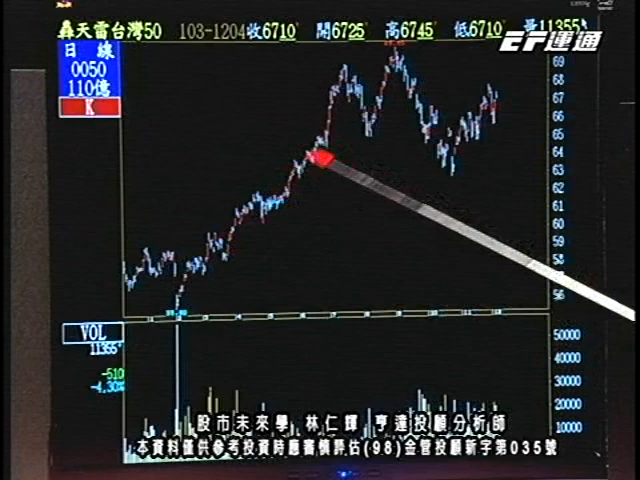 轟天雷台灣50 103-1204收6710 開6725 高6745 低6710 量11355
EF運通
日 線
0050
110億
K
69
68
67
66
65
64
63
62
61
60
59
58
57
56
VOL
11355
-510
-4.30%
50000
40000
30000
20000
10000
股市未來學 林仁輝 亨達投顧分析師
本資料僅供參考投資時應審慎評估(98)金管投顧新字第035號